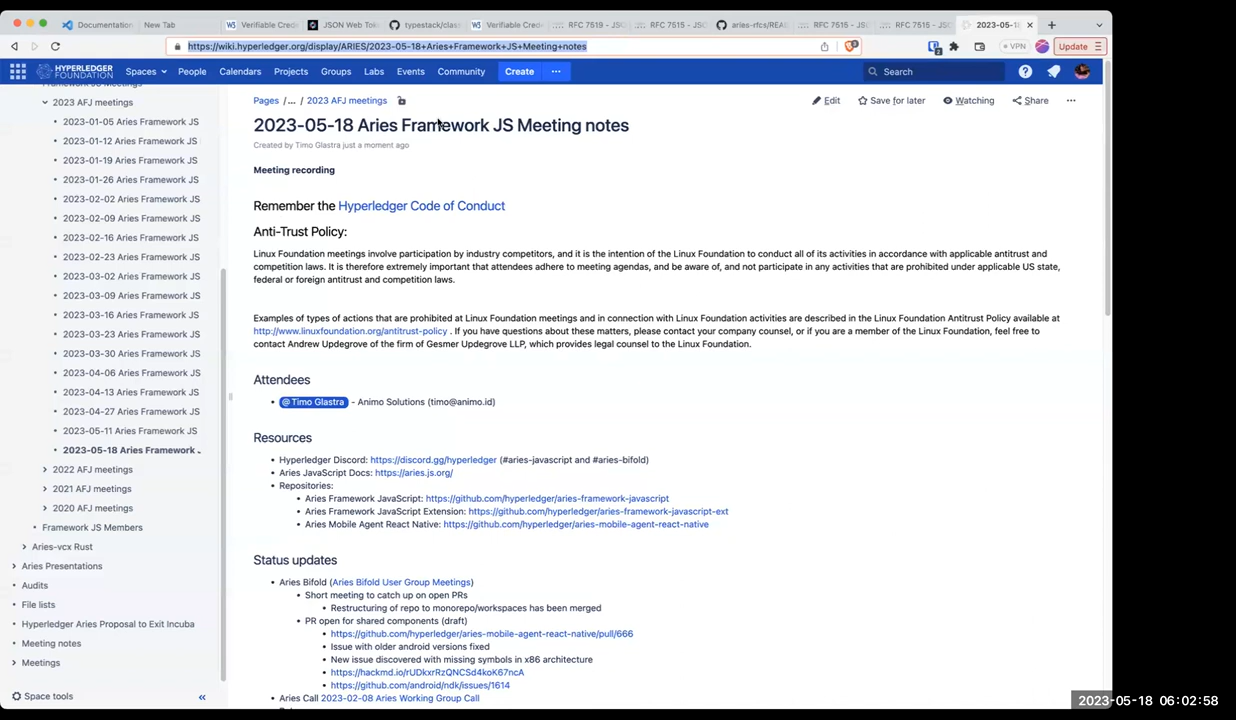 Documentation
New Tab
W3 Verifiable Cred
JSON Web Tok
typestack/class
W3 Verifiable Cred
RFC 7519 - JS
RFC 7515 - JS
aries-rfcs/REA
RFC 7515 - JS
RFC 7515 - JS
2023-05-18
https://wiki.hyperledger.org/display/ARIES/2023-05-18+Aries+Framework+JS+Meeting+notes
VPN
Update
HYPERLEDGER FOUNDATION
Spaces
People
Calendars
Projects
Groups
Labs
Events
Community
Create
Search
2023 AFJ meetings
2023-01-05 Aries Framework JS
2023-01-12 Aries Framework JS
2023-01-19 Aries Framework JS
2023-01-26 Aries Framework JS
2023-02-02 Aries Framework JS
2023-02-09 Aries Framework JS
2023-02-16 Aries Framework JS
2023-02-23 Aries Framework JS
2023-03-02 Aries Framework JS
2023-03-09 Aries Framework JS
2023-03-16 Aries Framework JS
2023-03-23 Aries Framework JS
2023-03-30 Aries Framework JS
2023-04-06 Aries Framework JS
2023-04-13 Aries Framework JS
2023-04-27 Aries Framework JS
2023-05-11 Aries Framework JS
2023-05-18 Aries Framework
2022 AFJ meetings
2021 AFJ meetings
2020 AFJ meetings
Framework JS Members
Aries-vcx Rust
Aries Presentations
Audits
File lists
Hyperledger Aries Proposal to Exit Incuba
Meeting notes
Meetings
Space tools
Pages /... / 2023 AFJ meetings
Edit
Save for later
Watching
Share
2023-05-18 Aries Framework JS Meeting notes
Created by Timo Glastra just a moment ago
Meeting recording
Remember the Hyperledger Code of Conduct
Anti-Trust Policy:
Linux Foundation meetings involve participation by industry competitors, and it is the intention of the Linux Foundation to conduct all of its activities in accordance with applicable antitrust and
competition laws. It is therefore extremely important that attendees adhere to meeting agendas, and be aware of, and not participate in any activities that are prohibited under applicable US state,
federal or foreign antitrust and competition laws.
Examples of types of actions that are prohibited at Linux Foundation meetings and in connection with Linux Foundation activities are described in the Linux Foundation Antitrust Policy available at
http://www.linuxfoundation.org/antitrust-policy . If you have questions about these matters, please contact your company counsel, or if you are a member of the Linux Foundation, feel free to
contact Andrew Updegrove of the firm of Gesmer Updegrove LLP, which provides legal counsel to the Linux Foundation.
Attendees
@Timo Glastra - Animo Solutions (timo@animo.id)
Resources
Hyperledger Discord: https://discord.gg/hyperledger (#aries-javascript and #aries-bifold)
Aries JavaScript Docs: https://aries.js.org/
Repositories:
Aries Framework JavaScript: https://github.com/hyperledger/aries-framework-javascript
Aries Framework JavaScript Extension: https://github.com/hyperledger/aries-framework-javascript-ext
Aries Mobile Agent React Native: https://github.com/hyperledger/aries-mobile-agent-react-native
Status updates
Aries Bifold (Aries Bifold User Group Meetings)
Short meeting to catch up on open PRs
Restructuring of repo to monorepo/workspaces has been merged
PR open for shared components (draft)
https://github.com/hyperledger/aries-mobile-agent-react-native/pull/666
Issue with older android versions fixed
New issue discovered with missing symbols in x86 architecture
https://hackmd.io/rUDkxrRzQNCSd4koK67ncA
https://github.com/android/ndk/issues/1614
Aries Call 2023-02-08 Aries Working Group Call
2023-05-18 06:02:58